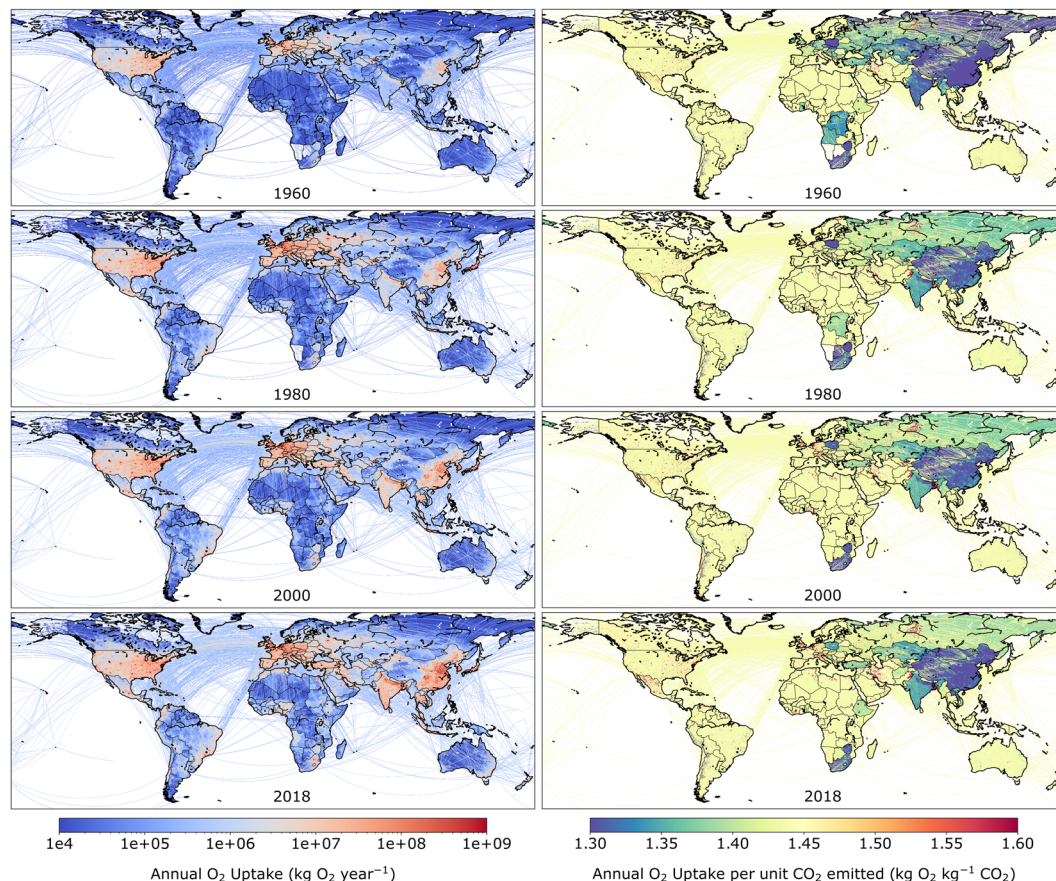 1960
1960
1980
1980
2000
2000
2018
2018
1e4 1e+05 1e+06 1e+07 1e+08 1e+09
1.30 1.35 1.40 1.45 1.50 1.55 1.60
Annual O₂ Uptake (kg O₂ year⁻¹)
Annual O₂ Uptake per unit CO₂ emitted (kg O₂ kg⁻¹ CO₂)